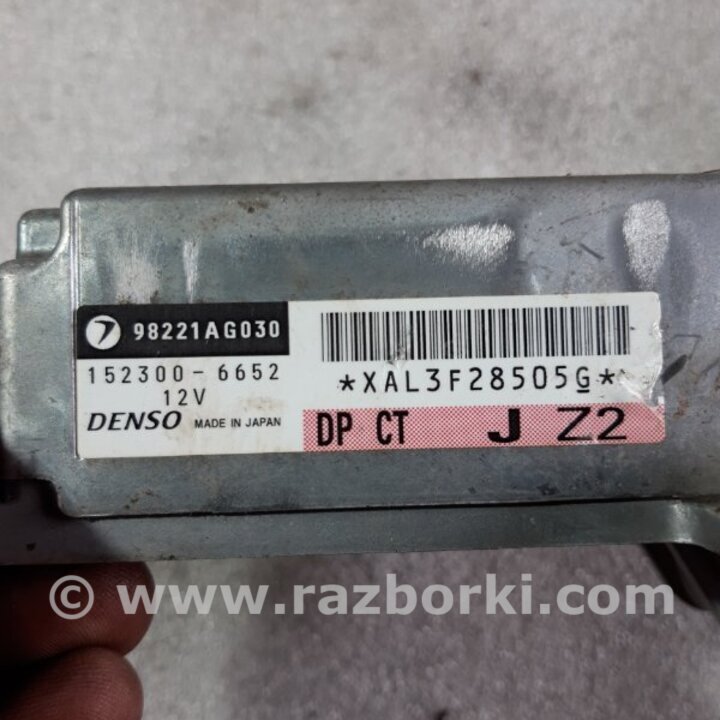 98221AG030
152300-6652
12V
DENSO MADE IN JAPAN
*XAL3F28505G*
DP CT J Z2
© www.razborki.com